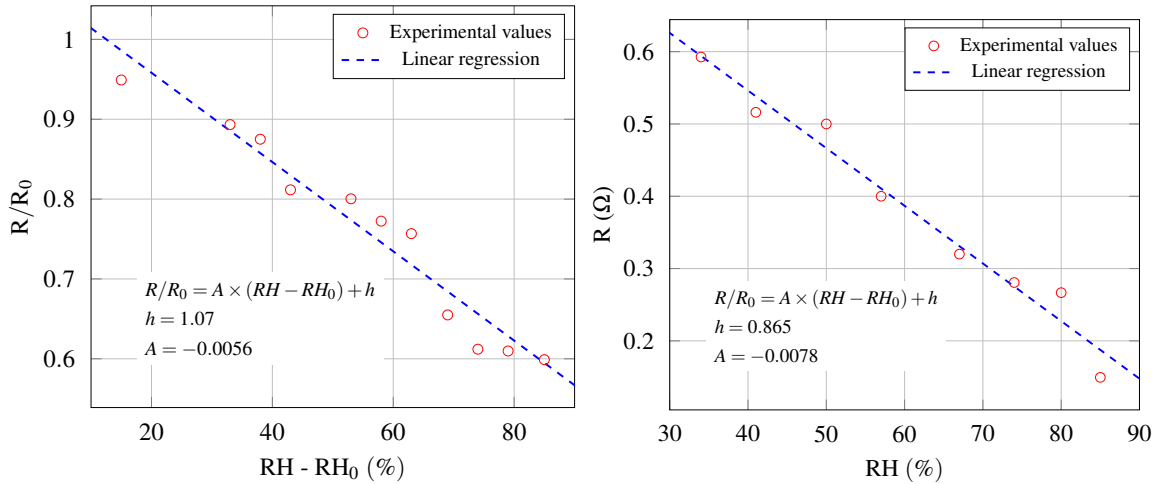 Experimental values
Linear regression
1
0.9
0.8
0.7
0.6
R/R0
R/R0 = A × (RH − RH0) + h
h = 1.07
A = −0.0056
20 40 60 80
RH - RH0 (%)
Experimental values
Linear regression
0.6
0.5
0.4
0.3
0.2
R (Ω)
R/R0 = A × (RH − RH0) + h
h = 0.865
A = −0.0078
30 40 50 60 70 80 90
RH (%)